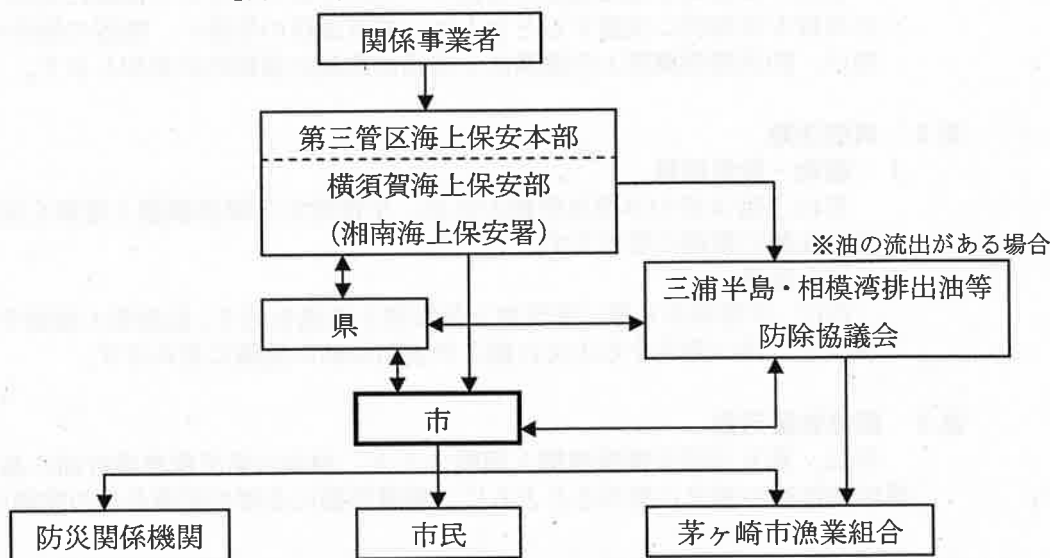 関係事業者
第三管区海上保安本部
横須賀海上保安部
(湘南海上保安署)
※油の流出がある場合
三浦半島・相模湾排出油等
防除協議会
県
市
防災関係機関
市民
茅ヶ崎市漁業組合